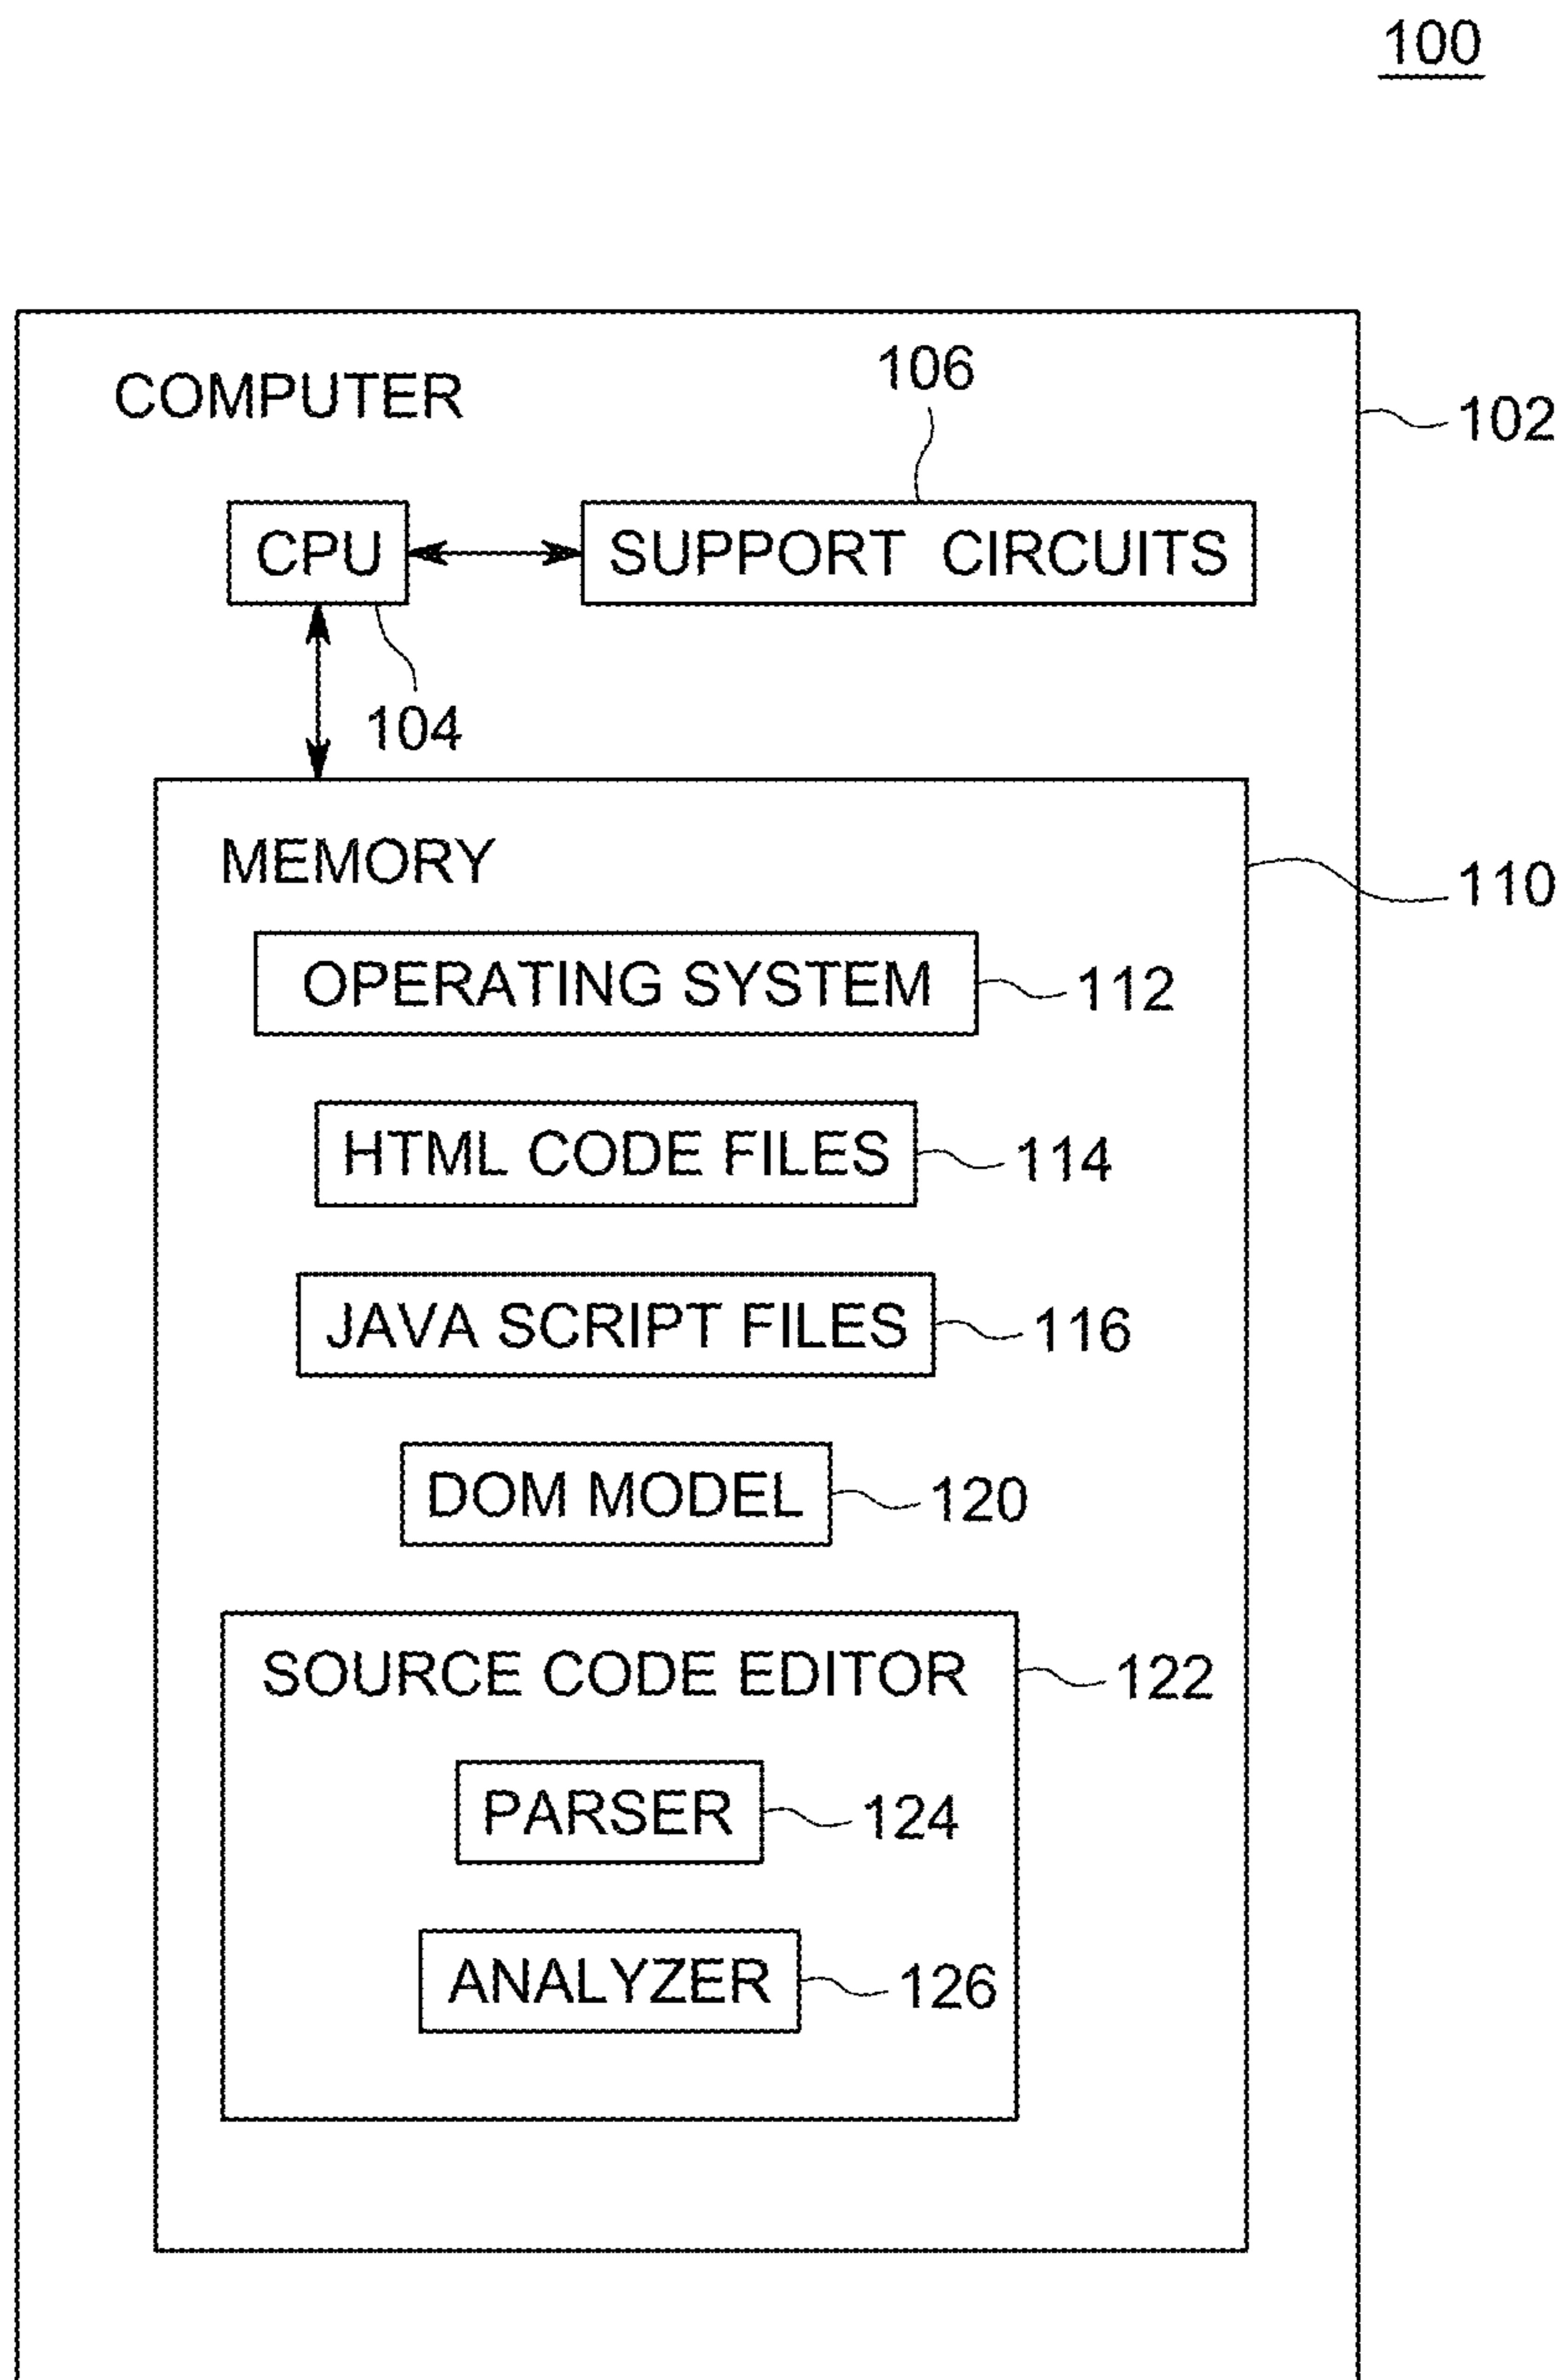 100
COMPUTER
106
102
CPU
SUPPORT CIRCUITS
104
MEMORY
110
OPERATING SYSTEM
112
HTML CODE FILES
114
JAVA SCRIPT FILES
116
DOM MODEL
120
SOURCE CODE EDITOR
122
PARSER
124
ANALYZER
126